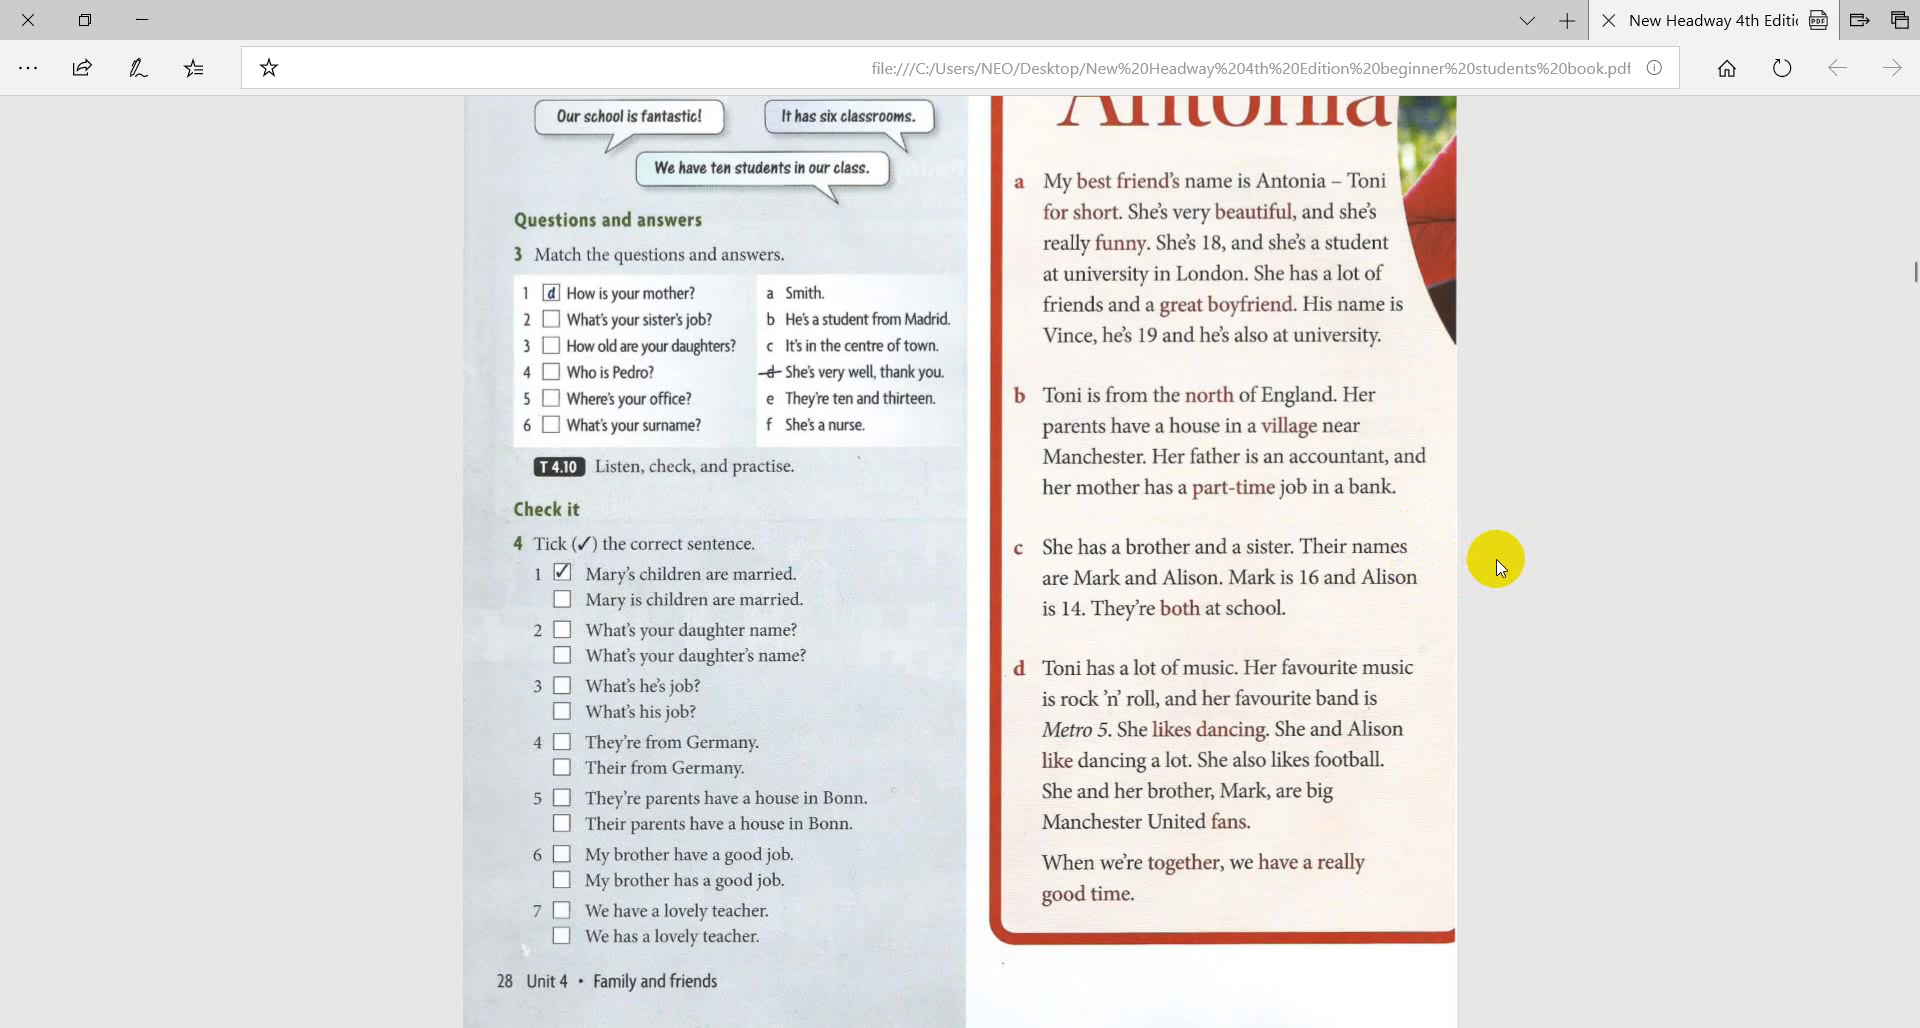 New Headway 4th Editi
PDF
file:///C:/Users/NEO/Desktop/New%20Headway%204th%20Edition%20beginner%20students%20book.pdf
Our school is fantastic!
It has six classrooms.
We have ten students in our class.
Questions and answers
3 Match the questions and answers.
1 d How is your mother?
2 What's your sister's job?
3 How old are your daughters?
4 Who is Pedro?
5 Where's your office?
6 What's your surname?
a Smith.
b He's a student from Madrid.
c It's in the centre of town.
d She's very well, thank you.
e They're ten and thirteen.
f She's a nurse.
T 4.10 Listen, check, and practise.
Check it
4 Tick (✓) the correct sentence.
1 ✓ Mary's children are married.
Mary is children are married.
2 What's your daughter name?
What's your daughter's name?
3 What's he's job?
What's his job?
4 They're from Germany.
Their from Germany.
5 They're parents have a house in Bonn.
Their parents have a house in Bonn.
6 My brother have a good job.
My brother has a good job.
7 We have a lovely teacher.
We has a lovely teacher.
28 Unit 4 • Family and friends
Antonia
a My best friend's name is Antonia – Toni
for short. She's very beautiful, and she's
really funny. She's 18, and she's a student
at university in London. She has a lot of
friends and a great boyfriend. His name is
Vince, he's 19 and he's also at university.
b Toni is from the north of England. Her
parents have a house in a village near
Manchester. Her father is an accountant, and
her mother has a part-time job in a bank.
c She has a brother and a sister. Their names
are Mark and Alison. Mark is 16 and Alison
is 14. They're both at school.
d Toni has a lot of music. Her favourite music
is rock 'n' roll, and her favourite band is
Metro 5. She likes dancing. She and Alison
like dancing a lot. She also likes football.
She and her brother, Mark, are big
Manchester United fans.
When we're together, we have a really
good time.